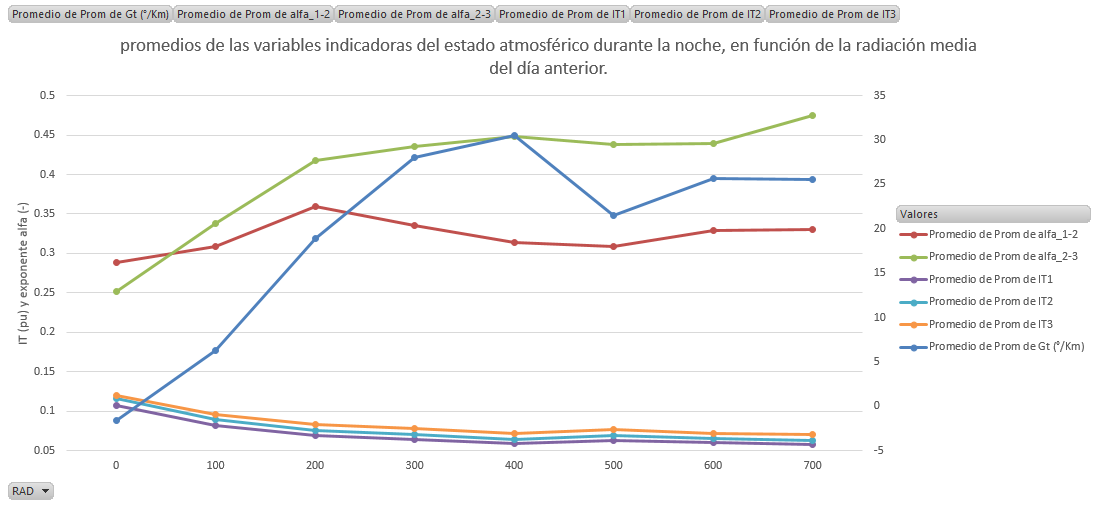 Promedio de Prom de Gt (°/Km) Promedio de Prom de alfa_1-2 Promedio de Prom de alfa_2-3 Promedio de Prom de IT1 Promedio de Prom de IT2 Promedio de Prom de IT3
promedios de las variables indicadoras del estado atmosférico durante la noche, en función de la radiación media
del día anterior.
IT (pu) y exponente alfa (-)
0.5
0.45
0.4
0.35
0.3
0.25
0.2
0.15
0.1
0.05
35
30
25
20
15
10
5
0
-5
0 100 200 300 400 500 600 700
Valores
Promedio de Prom de alfa_1-2
Promedio de Prom de alfa_2-3
Promedio de Prom de IT1
Promedio de Prom de IT2
Promedio de Prom de IT3
Promedio de Prom de Gt (°/Km)
RAD